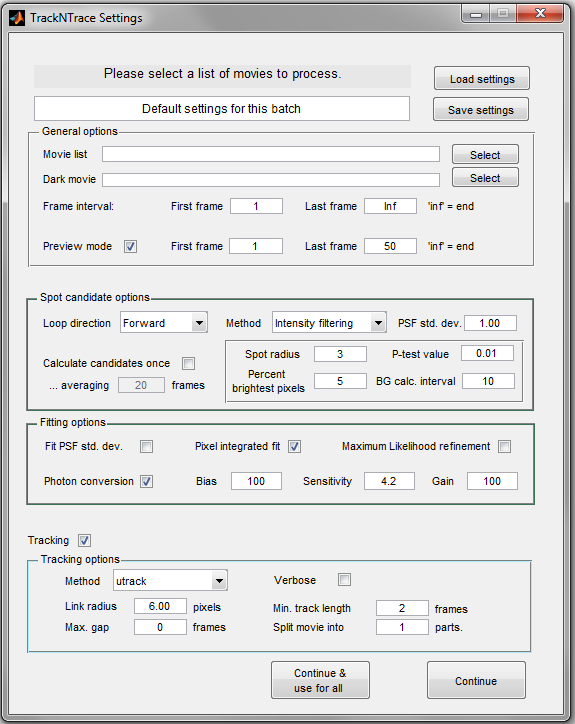 TrackNTrace Settings
Please select a list of movies to process.
Load settings
Default settings for this batch
Save settings
General options
Movie list
Select
Dark movie
Select
Frame interval: First frame 1 Last frame Inf 'inf' = end
Preview mode First frame 1 Last frame 50 'inf' = end
Spot candidate options
Loop direction Forward Method Intensity filtering PSF std. dev. 1.00
Calculate candidates once
... averaging 20 frames
Spot radius 3 P-test value 0.01
Percent
brightest pixels 5 BG calc. interval 10
Fitting options
Fit PSF std. dev. Pixel integrated fit Maximum Likelihood refinement
Photon conversion Bias 100 Sensitivity 4.2 Gain 100
Tracking
Tracking options
Method utrack Verbose
Link radius 6.00 pixels Min. track length 2 frames
Max. gap 0 frames Split movie into 1 parts.
Continue &
use for all
Continue